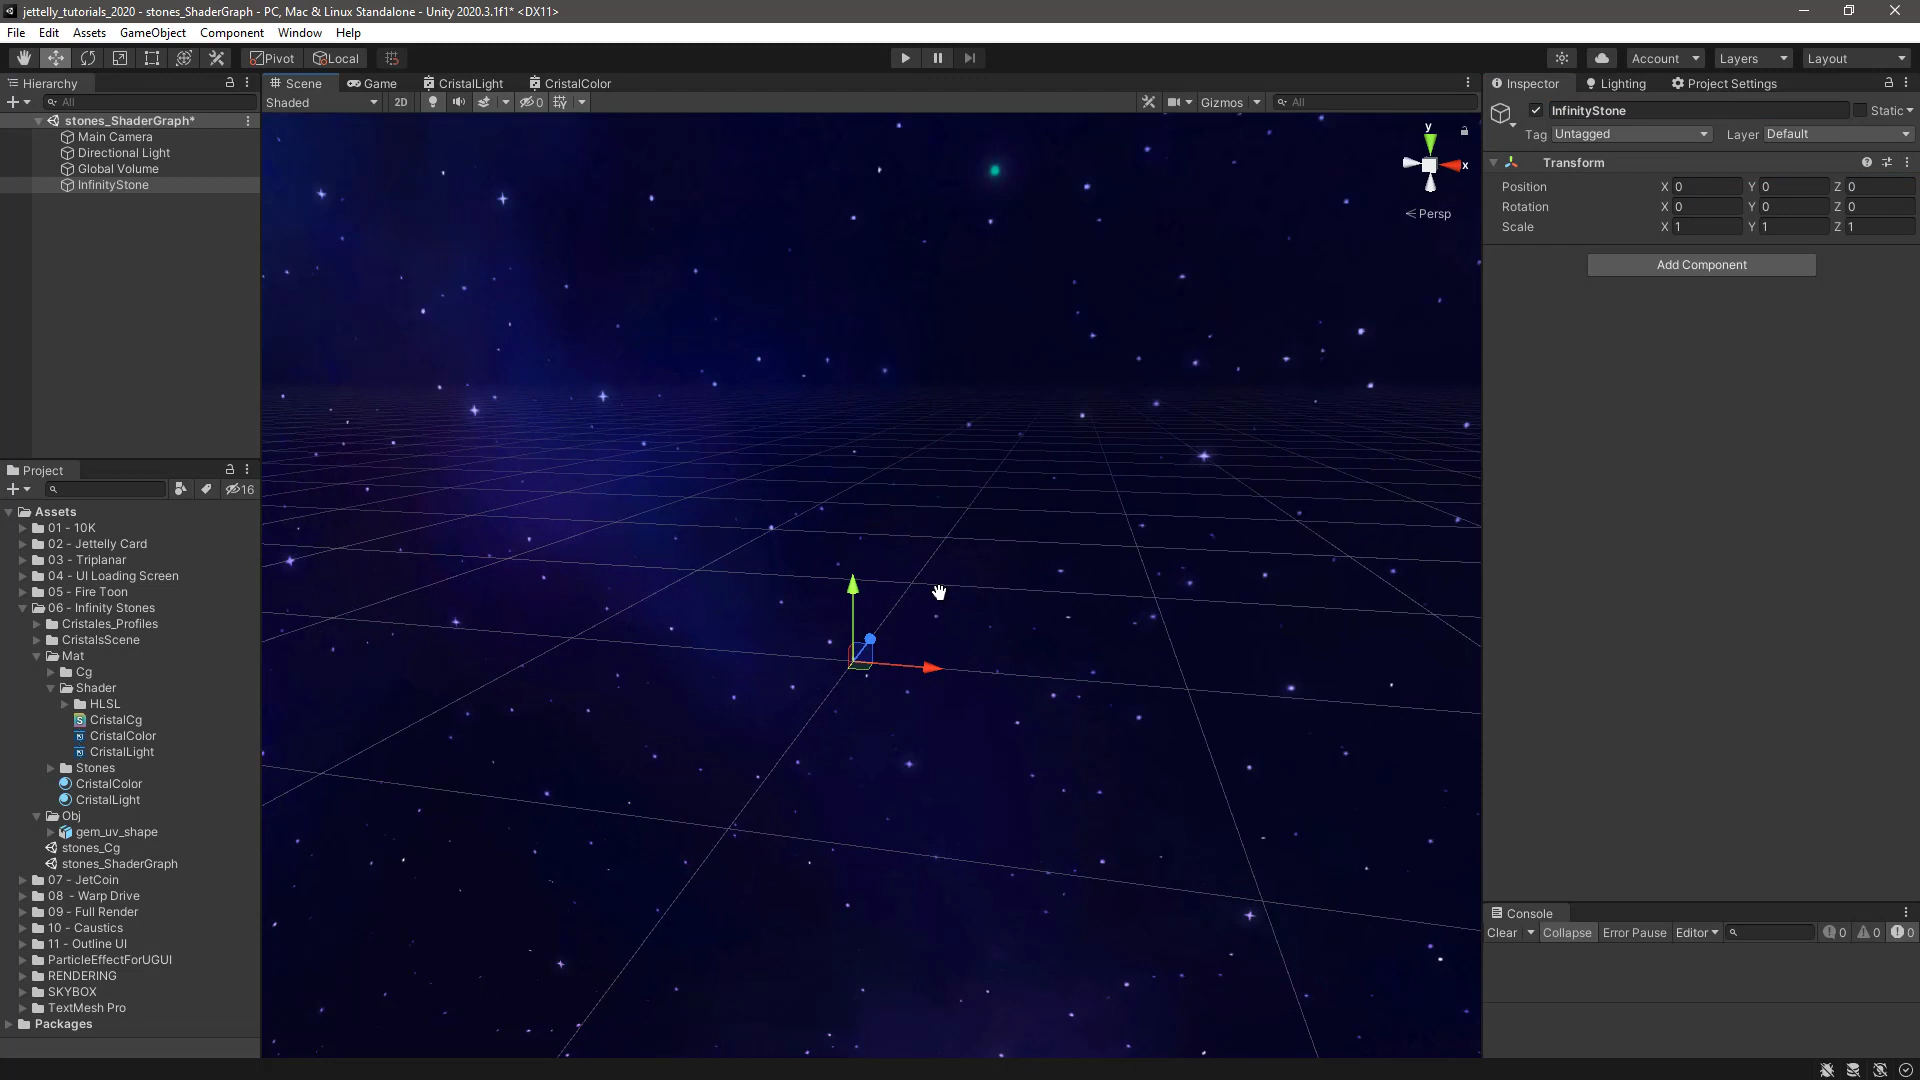 jettelly_tutorials_2020 - stones_ShaderGraph - PC, Mac & Linux Standalone - Unity 2020.3.1f1* <DX11>
File Edit Assets GameObject Component Window Help
Pivot Local Account Layers Layout
Hierarchy
All
stones_ShaderGraph*
Main Camera
Directional Light
Global Volume
InfinityStone
Scene Game CristalLight CristalColor
Shaded 2D 0 Gizmos All
y
x
Persp
Inspector Lighting Project Settings
InfinityStone Static
Tag Untagged Layer Default
Transform
Position X 0 Y 0 Z 0
Rotation X 0 Y 0 Z 0
Scale X 1 Y 1 Z 1
Add Component
Project
16
Assets
01 - 10K
02 - Jettelly Card
03 - Triplanar
04 - UI Loading Screen
05 - Fire Toon
06 - Infinity Stones
Cristales_Profiles
CristalsScene
Mat
Cg
Shader
HLSL
CristalCg
CristalColor
CristalLight
Stones
CristalColor
CristalLight
Obj
gem_uv_shape
stones_Cg
stones_ShaderGraph
07 - JetCoin
08 - Warp Drive
09 - Full Render
10 - Caustics
11 - Outline UI
ParticleEffectForUGUI
RENDERING
SKYBOX
TextMesh Pro
Packages
Console
Clear Collapse Error Pause Editor 0 0 0